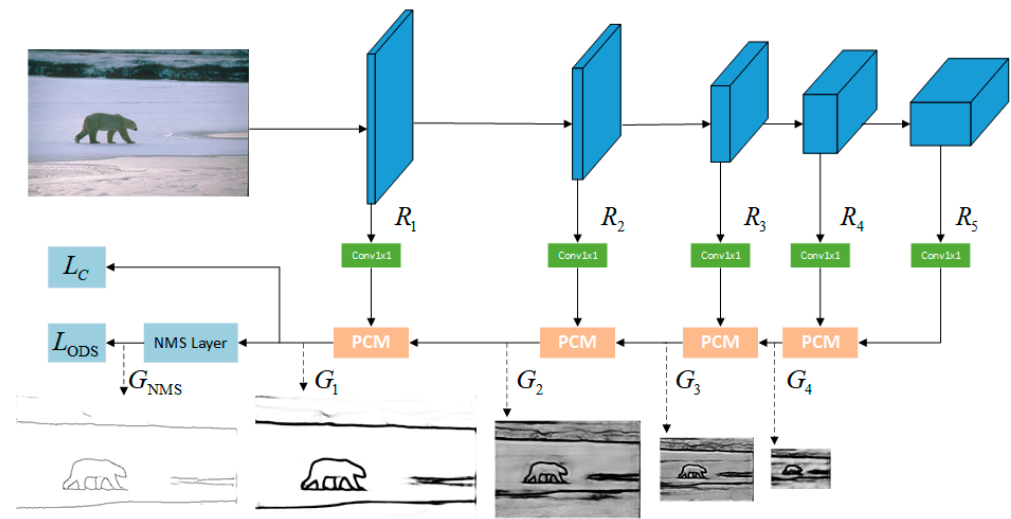 R1
R2
R3
R4
R5
Conv1x1
Conv1x1
Conv1x1
Conv1x1
Conv1x1
LC
LODS
NMS Layer
PCM
PCM
PCM
PCM
GNMS
G1
G2
G3
G4